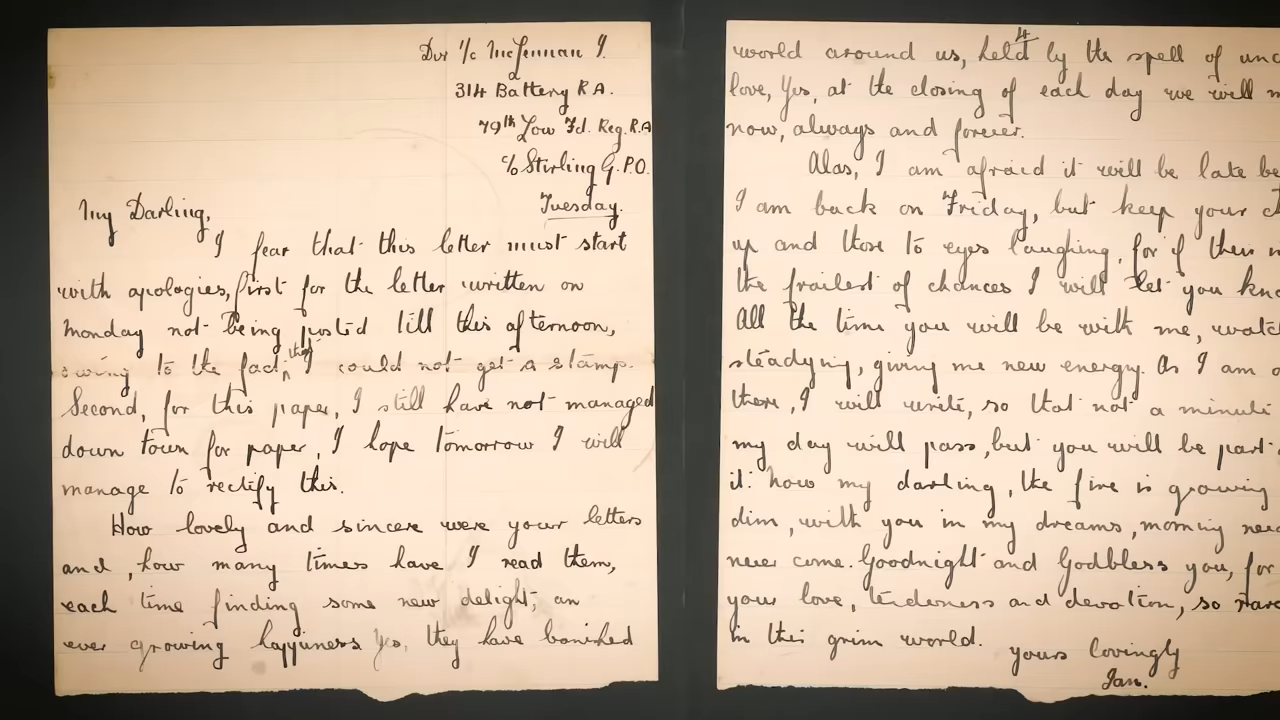 Dvr i/c McLennan I.
314 Battery R.A.
79th Low Fd. Reg. R.A
c/o Stirling G.P.O.
Tuesday.
My Darling,
I fear that this letter must start
with apologies, first for the letter written on
Monday not being posted till this afternoon,
owing to the fact that I could not get a stamp.
Second, for this paper, I still have not managed
down town for paper, I hope tomorrow I will
manage to rectify this.
How lovely and sincere were your letters
and, how many times have I read them,
each time finding some new delight, an
ever growing happiness. Yes, they have banished
4
world around us, held by the spell of
love, Yes, at the closing of each day we will
now, always and forever.
Alas, I am afraid it will be late
I am back on Friday, but keep your
up and those to eyes laughing, for if their
the frailest of chances I will let you
All the time you will be with me,
steadying, giving me new energy. As I am
there, I will write, so that not a minute
my day will pass, but you will be part
it. Now my darling, the fire is growing
dim, with you in my dreams, morning
never come. Goodnight and Godbless you, for
your love, tenderness and devotion, so
in this grim world.
yours lovingly
Ian.